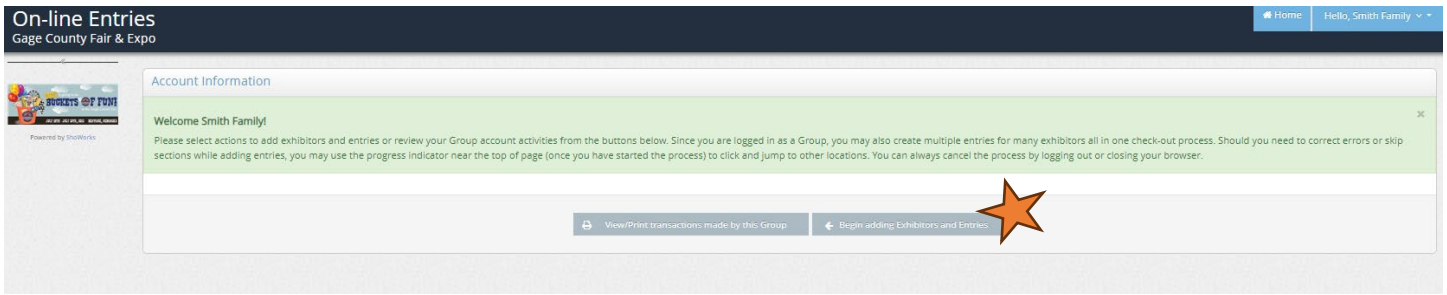 On-line Entries
Gage County Fair & Expo
Home
Hello, Smith Family
BUCKETS OF FUN!
Powered by ShoWorks
Account Information
Welcome Smith Family!
Please select actions to add exhibitors and entries or review your Group account activities from the buttons below. Since you are logged in as a Group, you may also create multiple entries for many exhibitors all in one check-out process. Should you need to correct errors or skip
sections while adding entries, you may use the progress indicator near the top of page (once you have started the process) to click and jump to other locations. You can always cancel the process by logging out or closing your browser.
View/Print transactions made by this Group
Begin adding Exhibitors and Entries